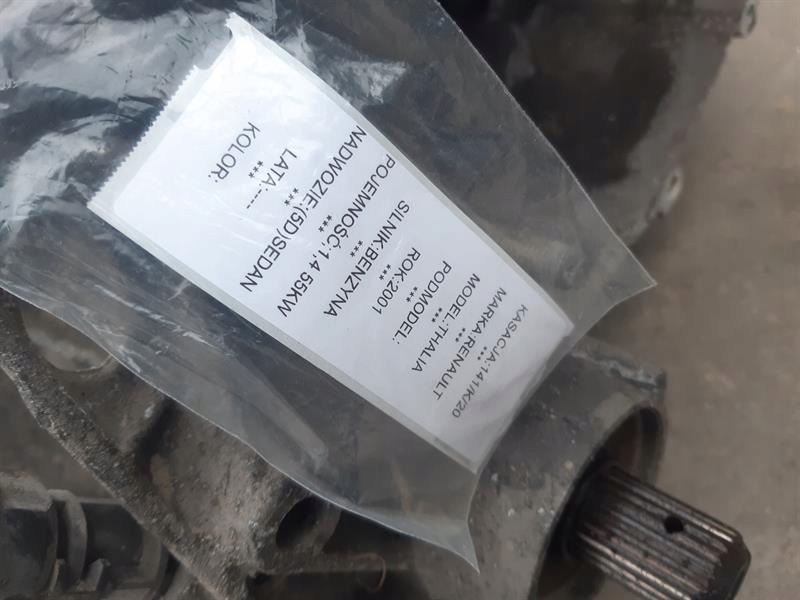 KASACJA:141/K/20
***
MARKA:RENAULT
***
MODEL:THALIA
***
PODMODEL:
***
ROK:2001
***
SILNIK:BENZYNA
***
POJEMNOŚĆ:1,4 55KW
***
NADWOZIE:(5D)SEDAN
***
LATA:---
***
KOLOR: